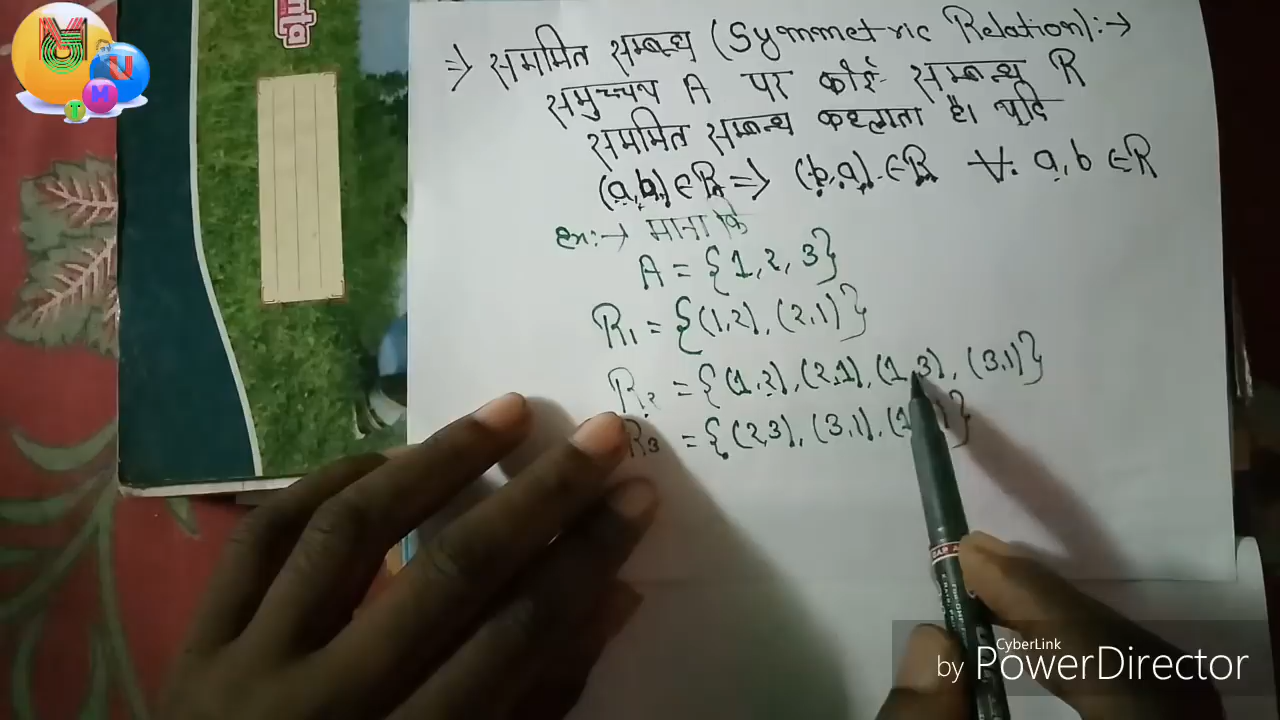 ⇒ सममित सम्बन्ध (Symmetric Relation):→
समुच्चय A पर कोई सम्बन्ध R
सममित सम्बन्ध कहलाता है। यदि
(a,b)∈R ⇒ (b,a)∈R ∀ a,b ∈R
ex:→ माना कि
A = {1, 2, 3}
R₁ = {(1,2), (2,1)}
R₂ = {(1,2), (2,1), (1,3), (3,1)}
R₃ = {(2,3), (3,1),
M
U
M
T
CyberLink
by PowerDirector